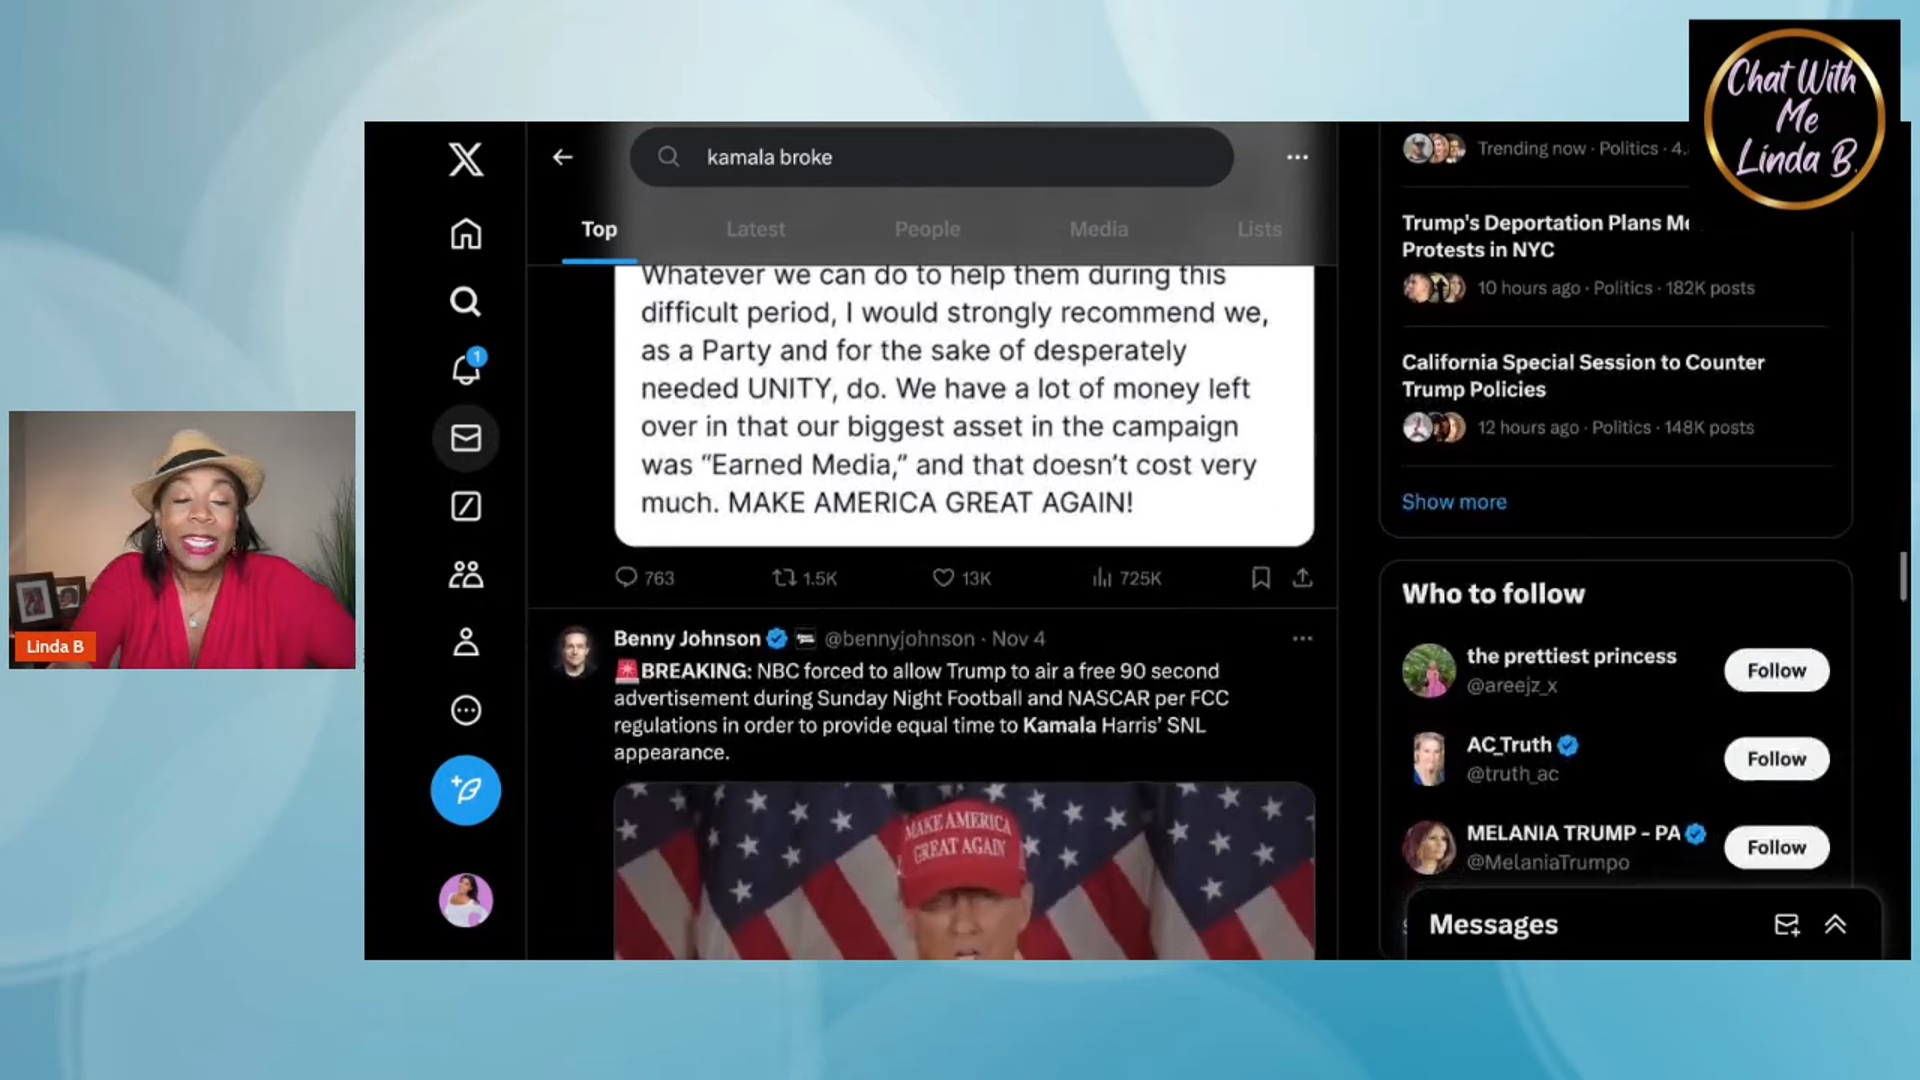 Chat With
Me
Linda B.
kamala broke
Top
Latest
People
Media
Lists
Whatever we can do to help them during this
difficult period, I would strongly recommend we,
as a Party and for the sake of desperately
needed UNITY, do. We have a lot of money left
over in that our biggest asset in the campaign
was “Earned Media,” and that doesn’t cost very
much. MAKE AMERICA GREAT AGAIN!
763
1.5K
13K
725K
Benny Johnson @bennyjohnson · Nov 4
BREAKING: NBC forced to allow Trump to air a free 90 second
advertisement during Sunday Night Football and NASCAR per FCC
regulations in order to provide equal time to Kamala Harris’ SNL
appearance.
MAKE AMERICA
GREAT AGAIN
1
Linda B
Trending now · Politics · 4.
Trump's Deportation Plans
Protests in NYC
10 hours ago · Politics · 182K posts
California Special Session to Counter
Trump Policies
12 hours ago · Politics · 148K posts
Show more
Who to follow
the prettiest princess
@areejz_x
Follow
AC_Truth
@truth_ac
Follow
MELANIA TRUMP - PA
@MelaniaTrumpo
Follow
Messages